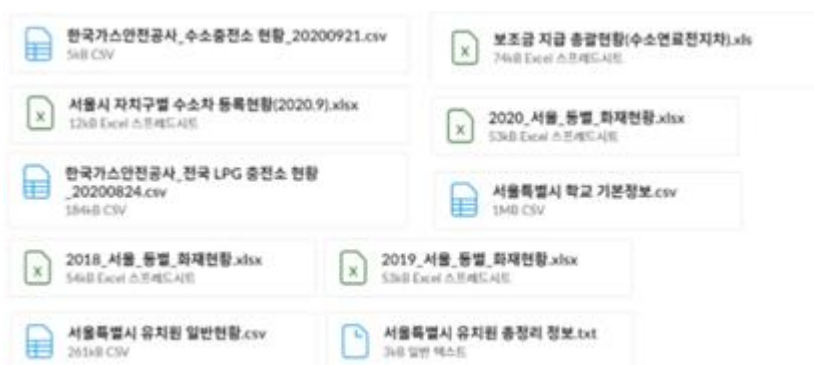 한국가스안전공사_수소충전소 현황_20200921.csv
5kB CSV
보조금 지급 총괄현황(수소연료전지차).xls
74kB Excel 스프레드시트
서울시 자치구별 수소차 등록현황(2020.9).xlsx
12kB Excel 스프레드시트
2020_서울_동별_화재현황.xlsx
53kB Excel 스프레드시트
한국가스안전공사_전국 LPG 충전소 현황
_20200824.csv
184kB CSV
서울특별시 학교 기본정보.csv
1MB CSV
2018_서울_동별_화재현황.xlsx
54kB Excel 스프레드시트
2019_서울_동별_화재현황.xlsx
53kB Excel 스프레드시트
서울특별시 유치원 일반현황.csv
261kB CSV
서울특별시 유치원 총정리 정보.txt
3kB 일반 텍스트